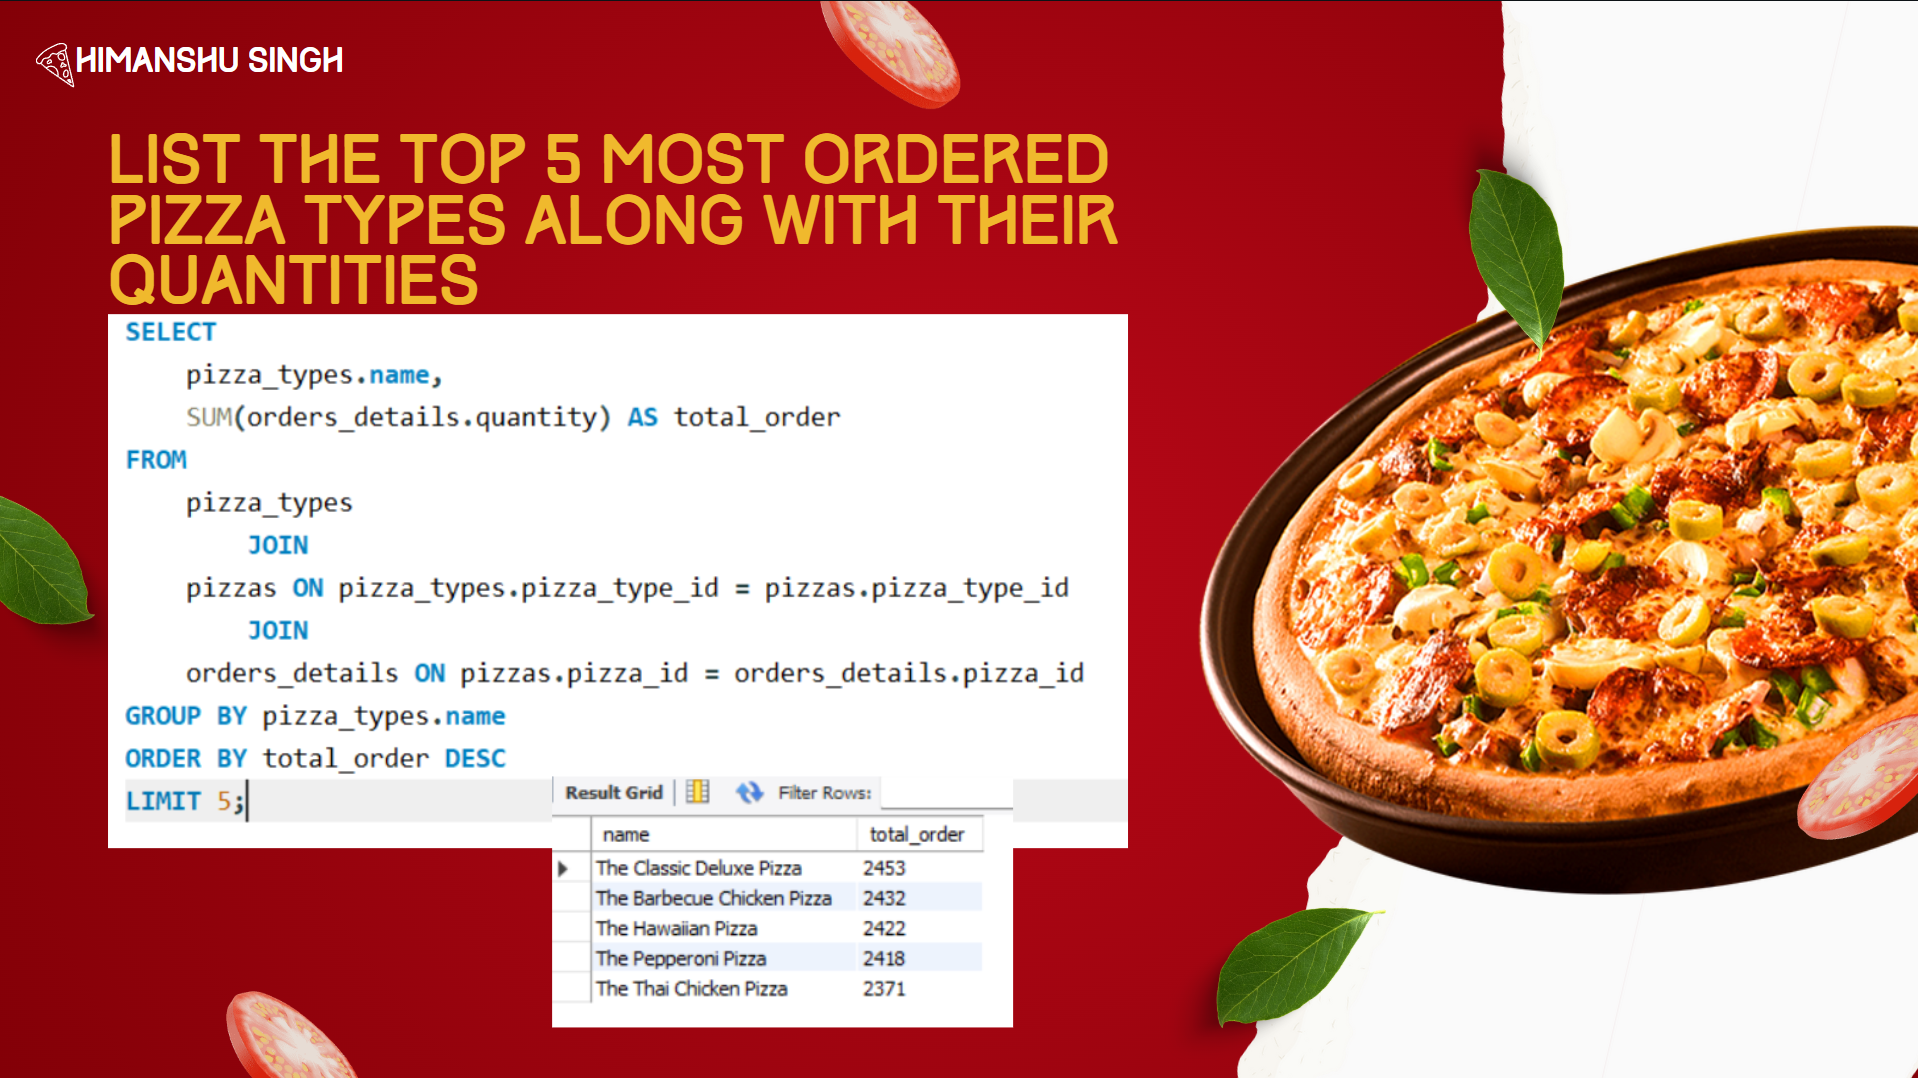 HIMANSHU SINGH
LIST THE TOP 5 MOST ORDERED
PIZZA TYPES ALONG WITH THEIR
QUANTITIES
SELECT
pizza_types.name,
SUM(orders_details.quantity) AS total_order
FROM
pizza_types
JOIN
pizzas ON pizza_types.pizza_type_id = pizzas.pizza_type_id
JOIN
orders_details ON pizzas.pizza_id = orders_details.pizza_id
GROUP BY pizza_types.name
ORDER BY total_order DESC
LIMIT 5;
Result Grid Filter Rows:
name total_order
The Classic Deluxe Pizza 2453
The Barbecue Chicken Pizza 2432
The Hawaiian Pizza 2422
The Pepperoni Pizza 2418
The Thai Chicken Pizza 2371